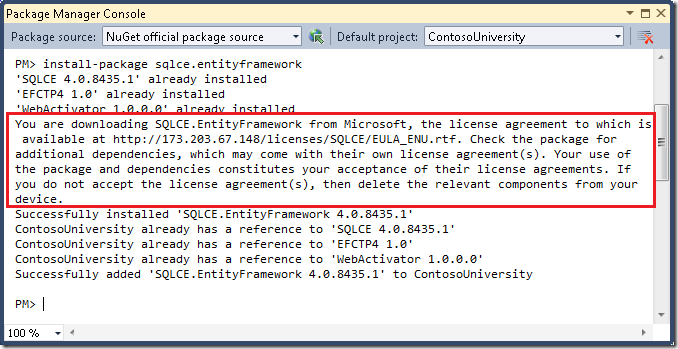 Package Manager Console
Package source: NuGet official package source Default project: ContosoUniversity
PM> install-package sqlce.entityframework
'SQLCE 4.0.8435.1' already installed
'EFCTP4 1.0' already installed
'WebActivator 1.0.0.0' already installed
You are downloading SQLCE.EntityFramework from Microsoft, the license agreement to which is
available at http://173.203.67.148/licenses/SQLCE/EULA_ENU.rtf. Check the package for
additional dependencies, which may come with their own license agreement(s). Your use of
the package and dependencies constitutes your acceptance of their license agreements. If
you do not accept the license agreement(s), then delete the relevant components from your
device.
Successfully installed 'SQLCE.EntityFramework 4.0.8435.1'
ContosoUniversity already has a reference to 'SQLCE 4.0.8435.1'
ContosoUniversity already has a reference to 'EFCTP4 1.0'
ContosoUniversity already has a reference to 'WebActivator 1.0.0.0'
Successfully added 'SQLCE.EntityFramework 4.0.8435.1' to ContosoUniversity
PM>
100 %